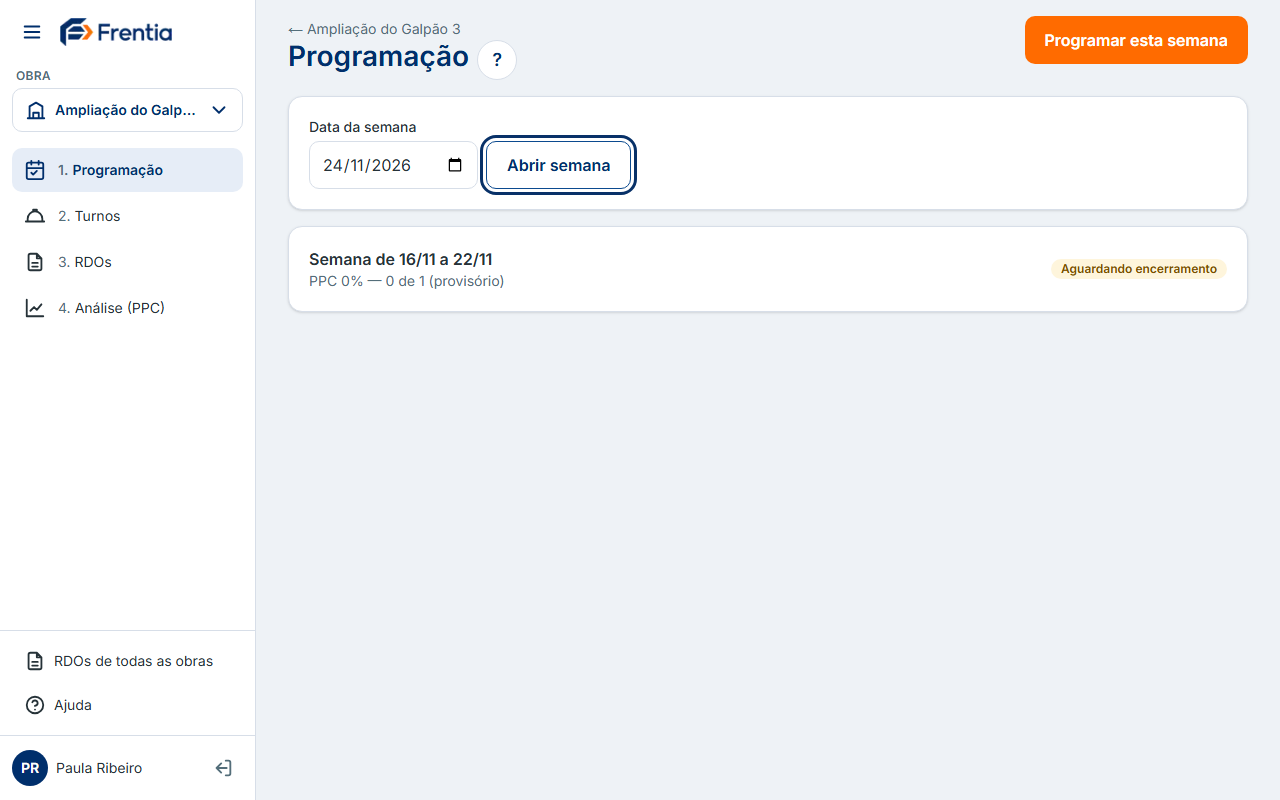 Frentia
OBRA
Ampliação do Galp...
1. Programação
2. Turnos
3. RDOs
4. Análise (PPC)
RDOs de todas as obras
Ajuda
PR
Paula Ribeiro
← Ampliação do Galpão 3
Programação
?
Programar esta semana
Data da semana
24/11/2026
Abrir semana
Semana de 16/11 a 22/11
PPC 0% — 0 de 1 (provisório)
Aguardando encerramento